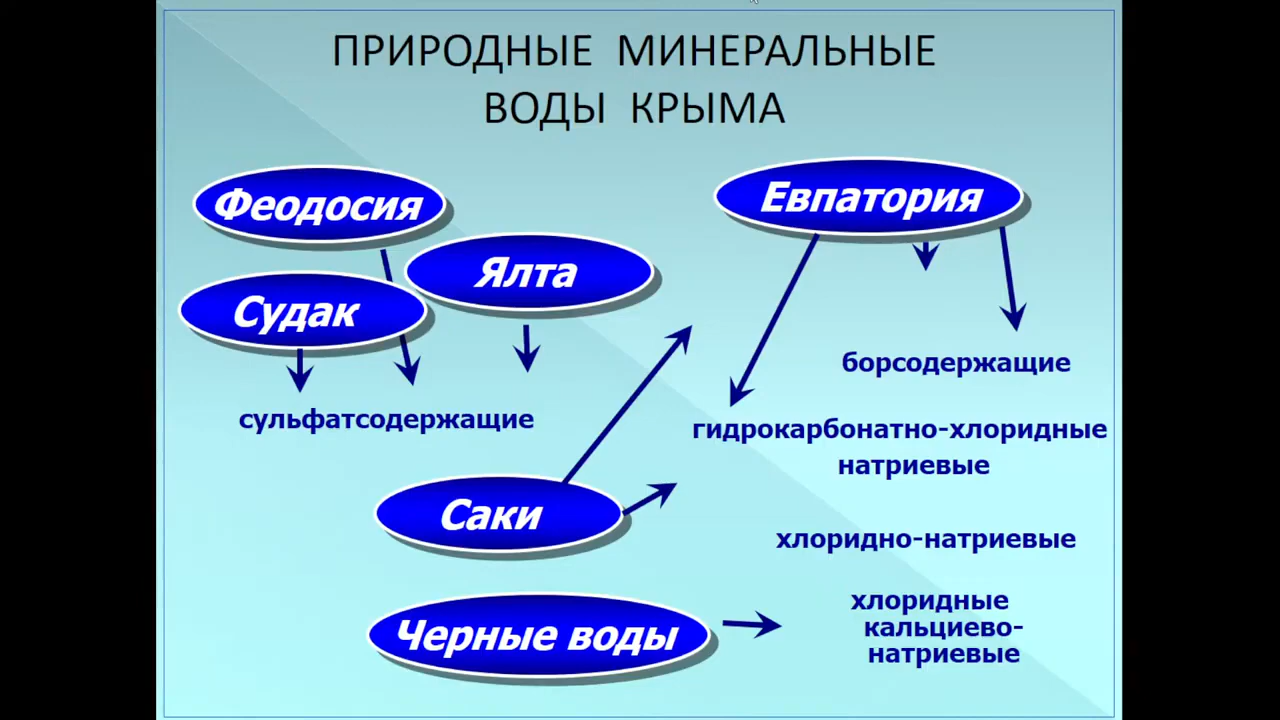 ПРИРОДНЫЕ МИНЕРАЛЬНЫЕ
ВОДЫ КРЫМА
Феодосия
Евпатория
Ялта
Судак
борсодержащие
сульфатсодержащие
гидрокарбонатно-хлоридные
натриевые
Саки
хлоридно-натриевые
Черные воды
хлоридные
кальциево-
натриевые